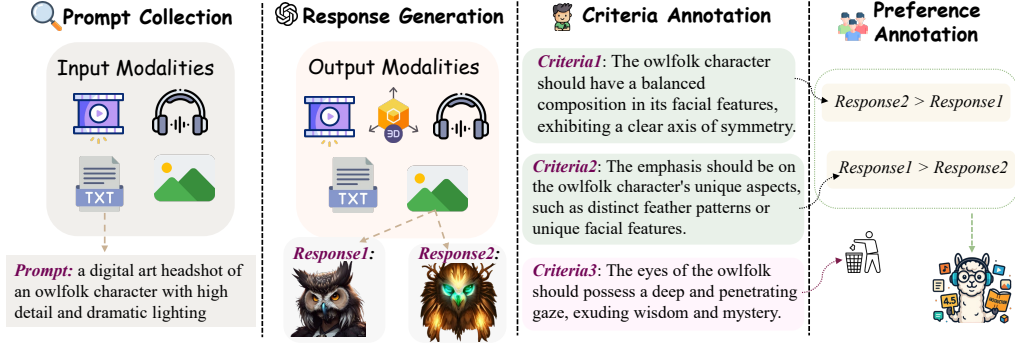 Prompt Collection
Input Modalities
TXT
Prompt: a digital art headshot of
an owlfolk character with high
detail and dramatic lighting
Response Generation
Output Modalities
3D
TXT
Response1:
Response2:
Criteria Annotation
Criteria1: The owlfolk character
should have a balanced
composition in its facial features,
exhibiting a clear axis of symmetry.
Criteria2: The emphasis should be on
the owlfolk character's unique aspects,
such as distinct feather patterns or
unique facial features.
Criteria3: The eyes of the owlfolk
should possess a deep and penetrating
gaze, exuding wisdom and mystery.
Preference
Annotation
Response2 > Response1
Response1 > Response2
4.5